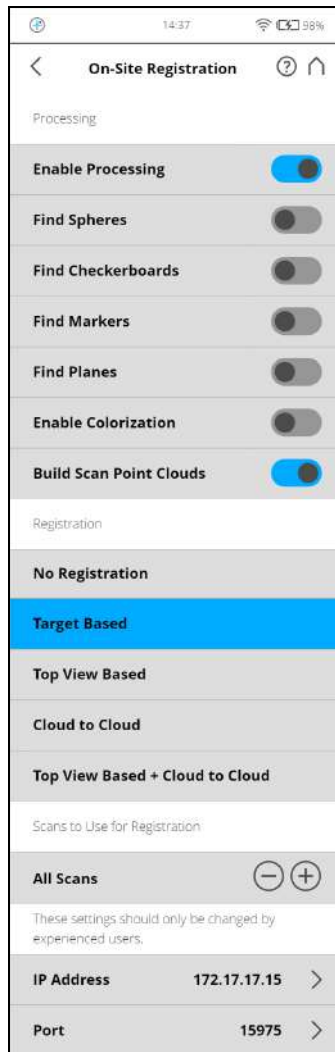 14:37 98%
On-Site Registration
Processing
Enable Processing
Find Spheres
Find Checkerboards
Find Markers
Find Planes
Enable Colorization
Build Scan Point Clouds
Registration
No Registration
Target Based
Top View Based
Cloud to Cloud
Top View Based + Cloud to Cloud
Scans to Use for Registration
All Scans
These settings should only be changed by
experienced users.
IP Address 172.17.17.15
Port 15975